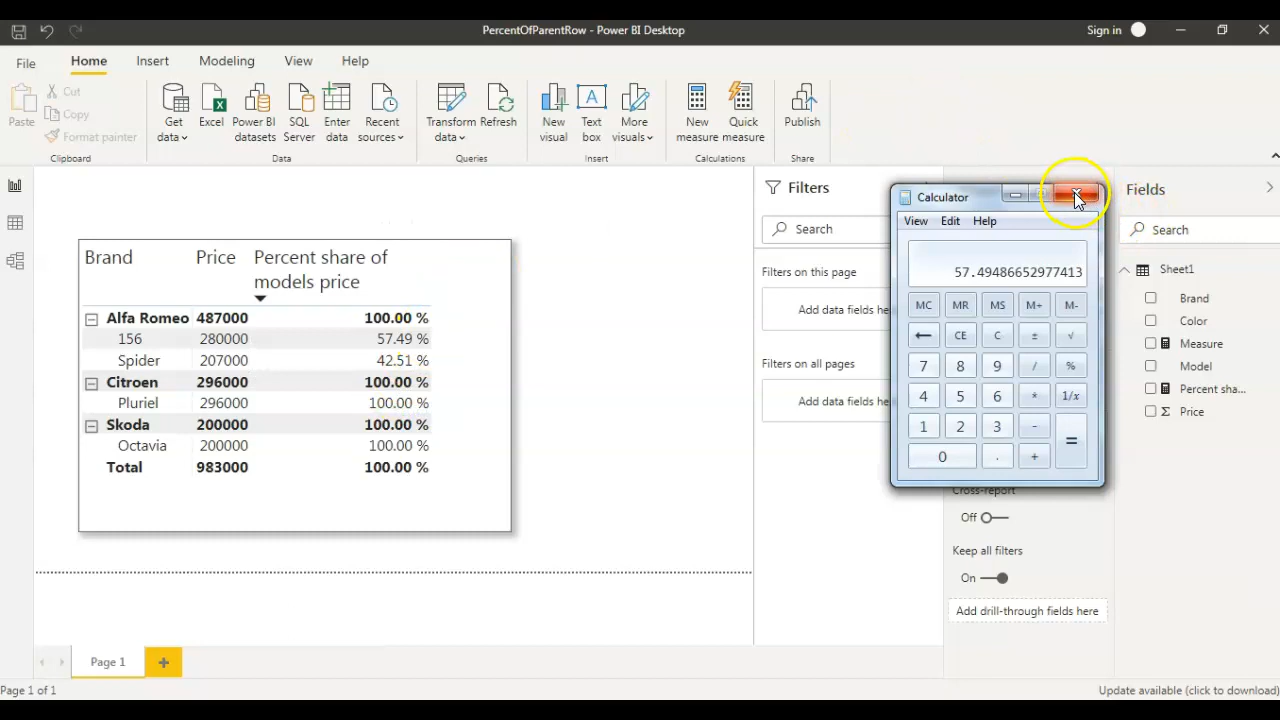 PercentOfParentRow - Power BI Desktop
Sign in
File
Home
Insert
Modeling
View
Help
Paste
Cut
Copy
Format painter
Get data
Excel
Power BI datasets
SQL Server
Enter data
Recent sources
Transform data
Refresh
New visual
Text box
More visuals
New measure
Quick measure
Publish
Clipboard
Data
Queries
Insert
Calculations
Share
Brand Price Percent share of
models price
Alfa Romeo 487000 100.00 %
156 280000 57.49 %
Spider 207000 42.51 %
Citroen 296000 100.00 %
Pluriel 296000 100.00 %
Skoda 200000 100.00 %
Octavia 200000 100.00 %
Total 983000 100.00 %
Filters
Search
Filters on this page
Add data fields he
Filters on all pages
Add data fields he
Calculator
View Edit Help
57.49486652977413
MC MR MS M+ M-
← CE C ± √
7 8 9 / %
4 5 6 * 1/x
1 2 3 - =
0 . +
Cross-report
Off
Keep all filters
On
Add drill-through fields here
Fields
Search
Sheet1
Brand
Color
Measure
Model
Percent sha...
Σ Price
Page 1
Page 1 of 1
Update available (click to download)